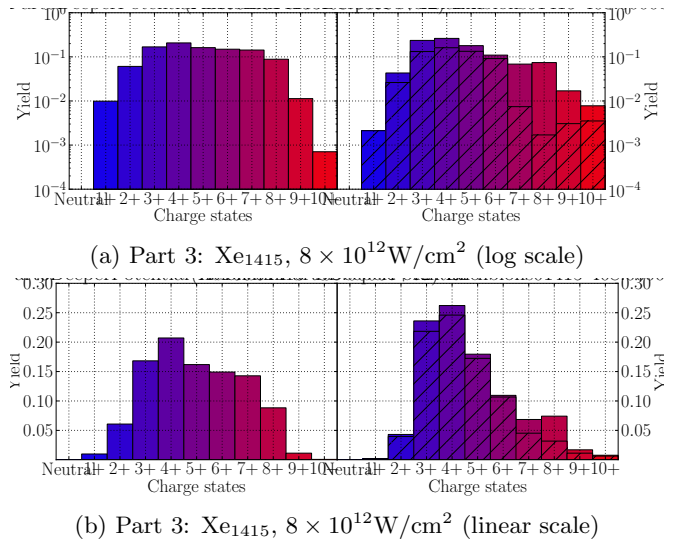 10⁰ 10⁰
10⁻¹ 10⁻¹
Yield Yield
10⁻² 10⁻²
10⁻³ 10⁻³
10⁻⁴ 10⁻⁴
Neutral 1+ 2+ 3+ 4+ 5+ 6+ 7+ 8+ 9+ 10+ Neutral 1+ 2+ 3+ 4+ 5+ 6+ 7+ 8+ 9+ 10+
Charge states Charge states
(a) Part 3: Xe₁₄₁₅, 8 × 10¹²W/cm² (log scale)
0.30 0.30
0.25 0.25
0.20 0.20
Yield Yield
0.15 0.15
0.10 0.10
0.05 0.05
Neutral 1+ 2+ 3+ 4+ 5+ 6+ 7+ 8+ 9+ 10+ Neutral 1+ 2+ 3+ 4+ 5+ 6+ 7+ 8+ 9+ 10+
Charge states Charge states
(b) Part 3: Xe₁₄₁₅, 8 × 10¹²W/cm² (linear scale)